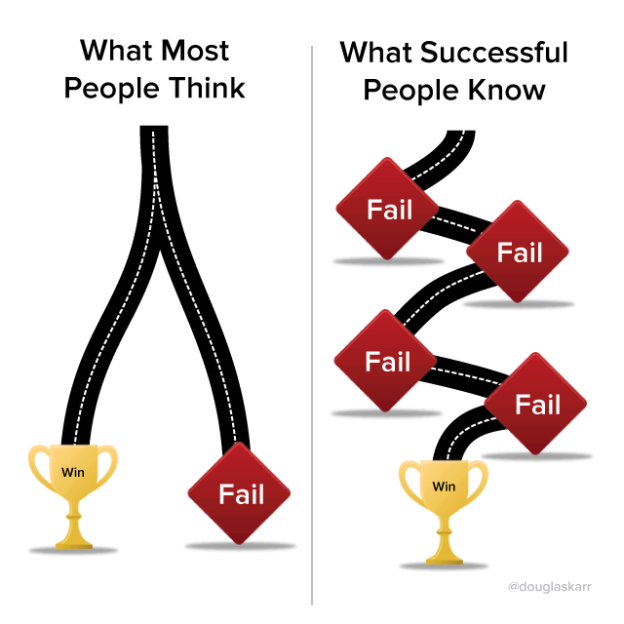 What Most
People Think
Win
Fail
What Successful
People Know
Fail
Fail
Fail
Fail
Win
@douglaskarr